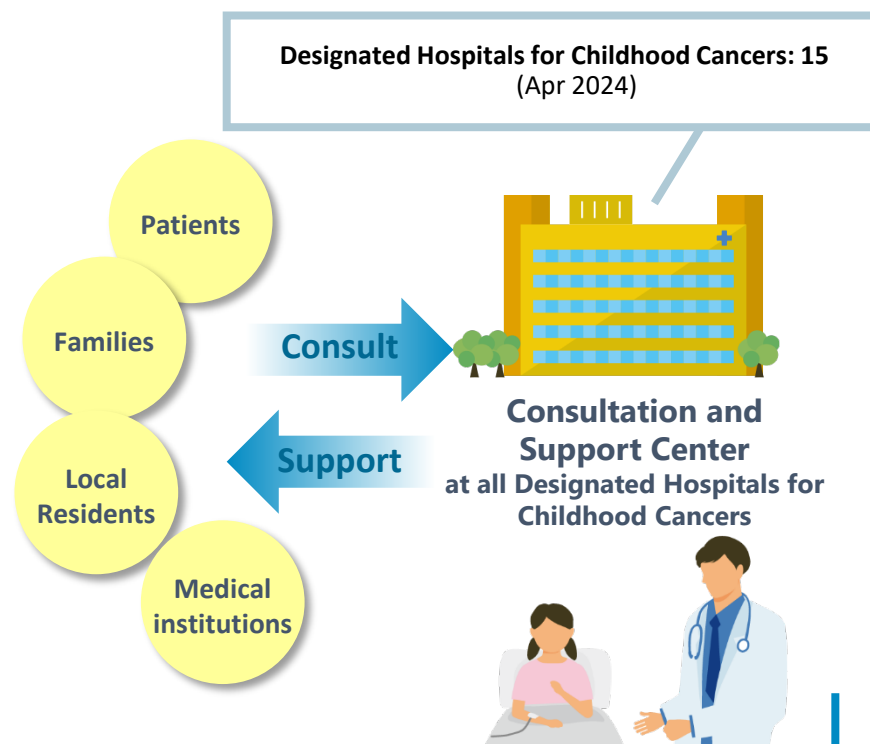 Designated Hospitals for Childhood Cancers: 15
(Apr 2024)
Patients
Families
Local
Residents
Medical
institutions
Consult
Support
Consultation and
Support Center
at all Designated Hospitals for
Childhood Cancers